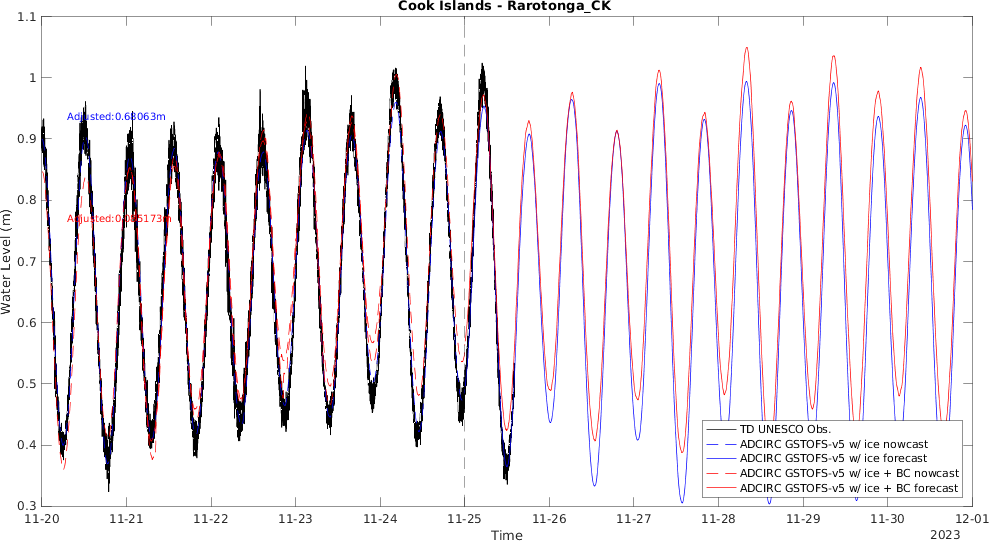 Cook Islands - Rarotonga_CK
1.1
1
0.9
0.8
0.7
0.6
0.5
0.4
0.3
Water Level (m)
Adjusted:0.68063m
TD UNESCO Obs.
ADCIRC GSTOFS-v5 w/ ice nowcast
ADCIRC GSTOFS-v5 w/ ice forecast
ADCIRC GSTOFS-v5 w/ ice + BC nowcast
ADCIRC GSTOFS-v5 w/ ice + BC forecast
11-20 11-21 11-22 11-23 11-24 11-25 11-26 11-27 11-28 11-29 11-30 12-01
Time
2023